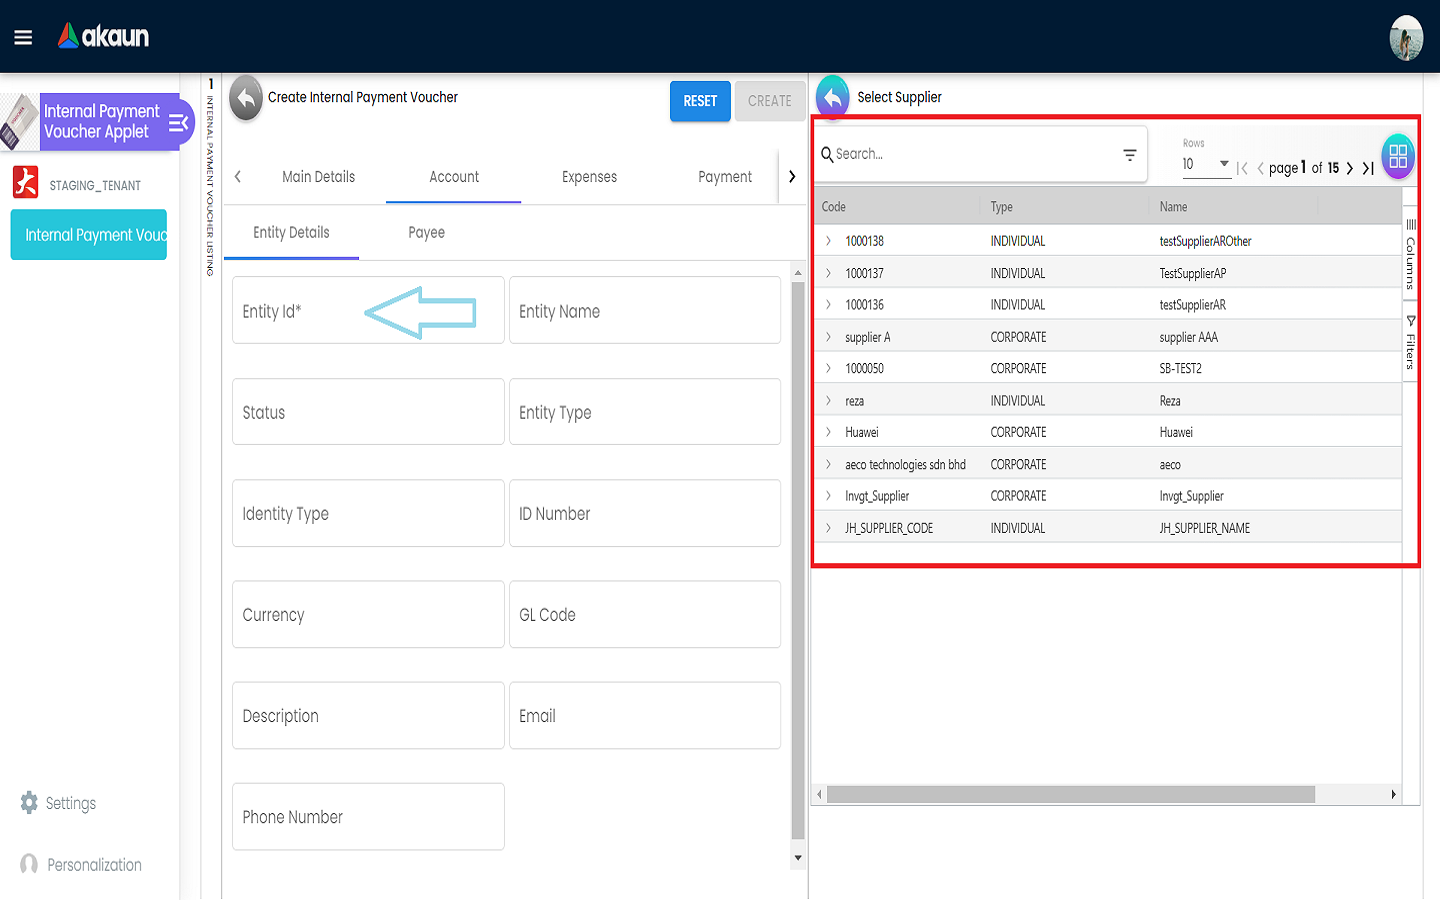 akaun
Internal Payment
Voucher Applet
STAGING_TENANT
Internal Payment Vouc
Settings
Personalization
1
INTERNAL PAYMENT VOUCHER LISTING
Create Internal Payment Voucher
RESET
CREATE
Main Details
Account
Expenses
Payment
Entity Details
Payee
Entity Id*
Entity Name
Status
Entity Type
Identity Type
ID Number
Currency
GL Code
Description
Email
Phone Number
Select Supplier
Search...
Rows
10
page 1 of 15
Code Type Name
1000138 INDIVIDUAL testSupplierAROther
1000137 INDIVIDUAL TestSupplierAP
1000136 INDIVIDUAL testSupplierAR
supplier A CORPORATE supplier AAA
1000050 CORPORATE SB-TEST2
reza INDIVIDUAL Reza
Huawei CORPORATE Huawei
aeco technologies sdn bhd CORPORATE aeco
Invgt_Supplier CORPORATE Invgt_Supplier
JH_SUPPLIER_CODE INDIVIDUAL JH_SUPPLIER_NAME
Columns
Filters